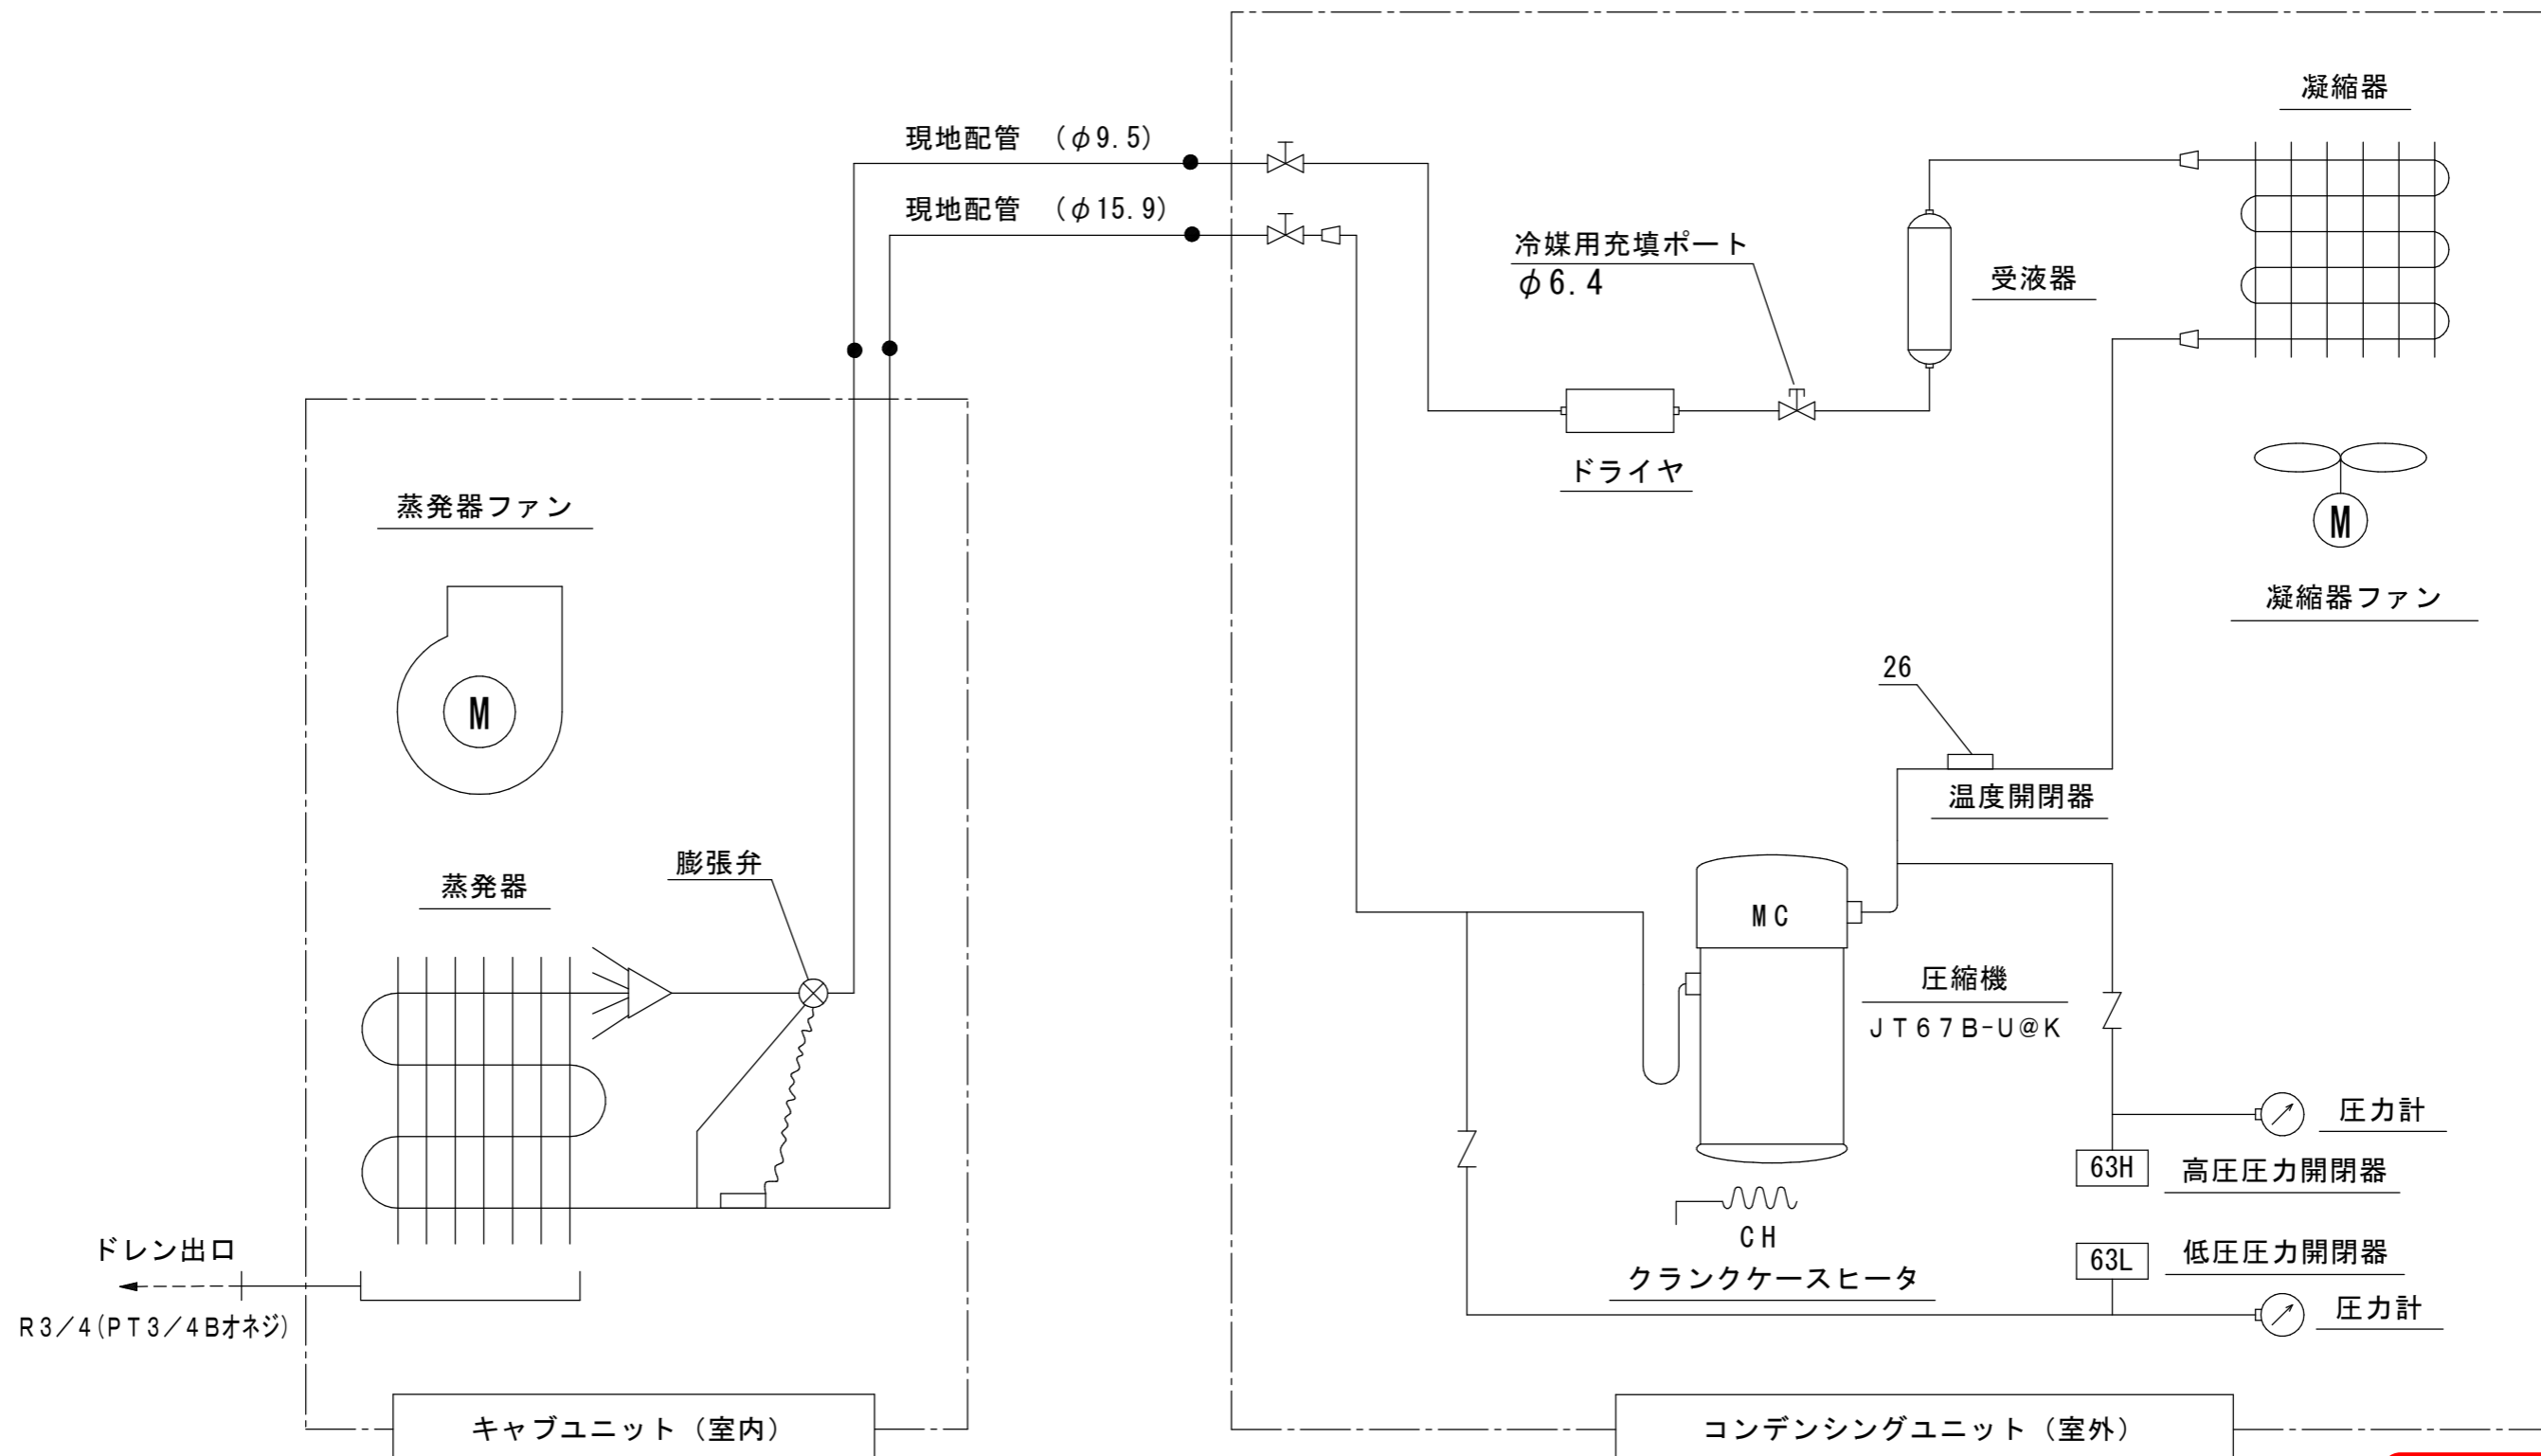 凝縮器
現地配管 (φ9.5)
現地配管 (φ15.9)
冷媒用充填ポート
φ6.4
受液器
ドライヤ
蒸発器ファン
M
M
凝縮器ファン
26
温度開閉器
膨張弁
蒸発器
MC
圧縮機
JT67B-U@K
圧力計
63H
高圧圧力開閉器
CH
クランクケースヒータ
63L
低圧圧力開閉器
圧力計
ドレン出口
R3/4(PT3/4Bオネジ)
キャブユニット(室内)
コンデンシングユニット(室外)